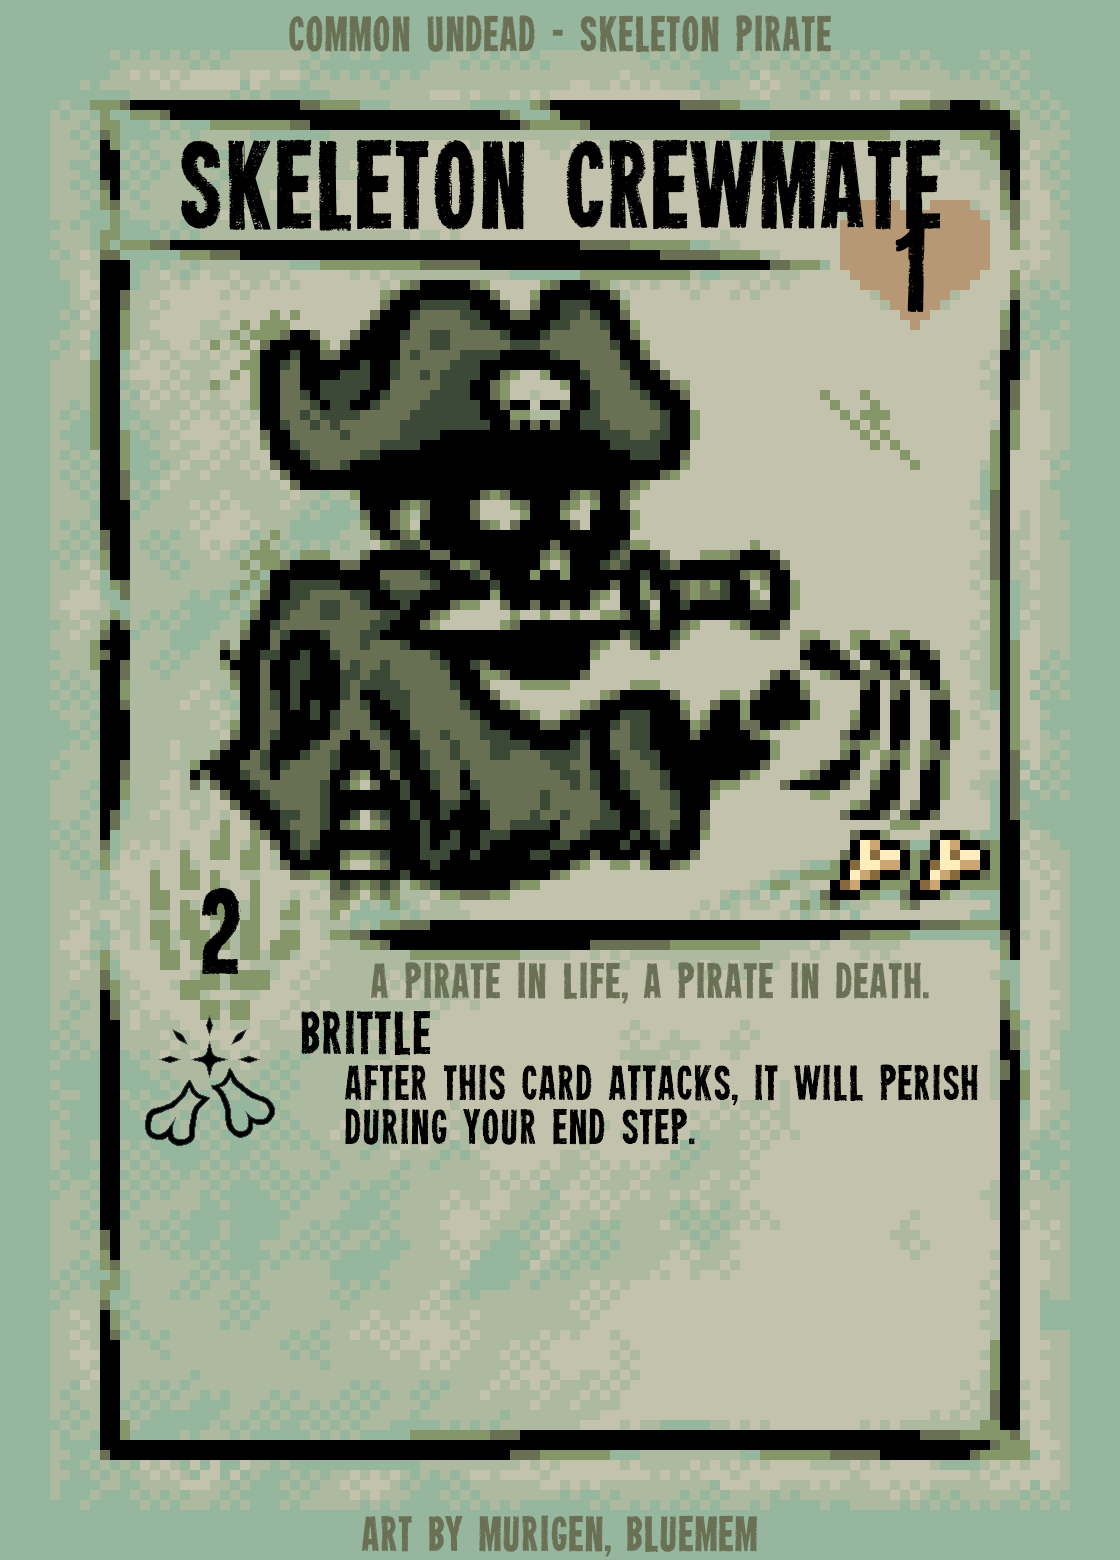 COMMON UNDEAD - SKELETON PIRATE
SKELETON CREWMATE
1
2
A PIRATE IN LIFE, A PIRATE IN DEATH.
BRITTLE
AFTER THIS CARD ATTACKS, IT WILL PERISH
DURING YOUR END STEP.
ART BY MURIGEN, BLUEMEM